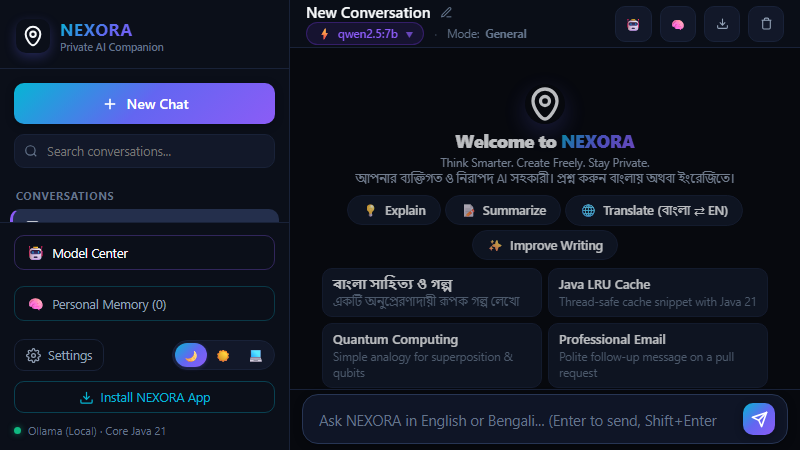 NEXORA
Private AI Companion
+ New Chat
Search conversations...
CONVERSATIONS
Model Center
Personal Memory (0)
Settings
Install NEXORA App
Ollama (Local) · Core Java 21
New Conversation
qwen2.5:7b ▼ · Mode: General
Welcome to NEXORA
Think Smarter. Create Freely. Stay Private.
আপনার ব্যক্তিগত ও নিরাপদ AI সহকারী। প্রশ্ন করুন বাংলায় অথবা ইংরেজিতে।
Explain
Summarize
Translate (বাংলা ⇄ EN)
Improve Writing
বাংলা সাহিত্য ও গল্প
একটি অনুপ্রেরণাদায়ী রূপক গল্প লেখো
Java LRU Cache
Thread-safe cache snippet with Java 21
Quantum Computing
Simple analogy for superposition &
qubits
Professional Email
Polite follow-up message on a pull
request
Ask NEXORA in English or Bengali... (Enter to send, Shift+Enter